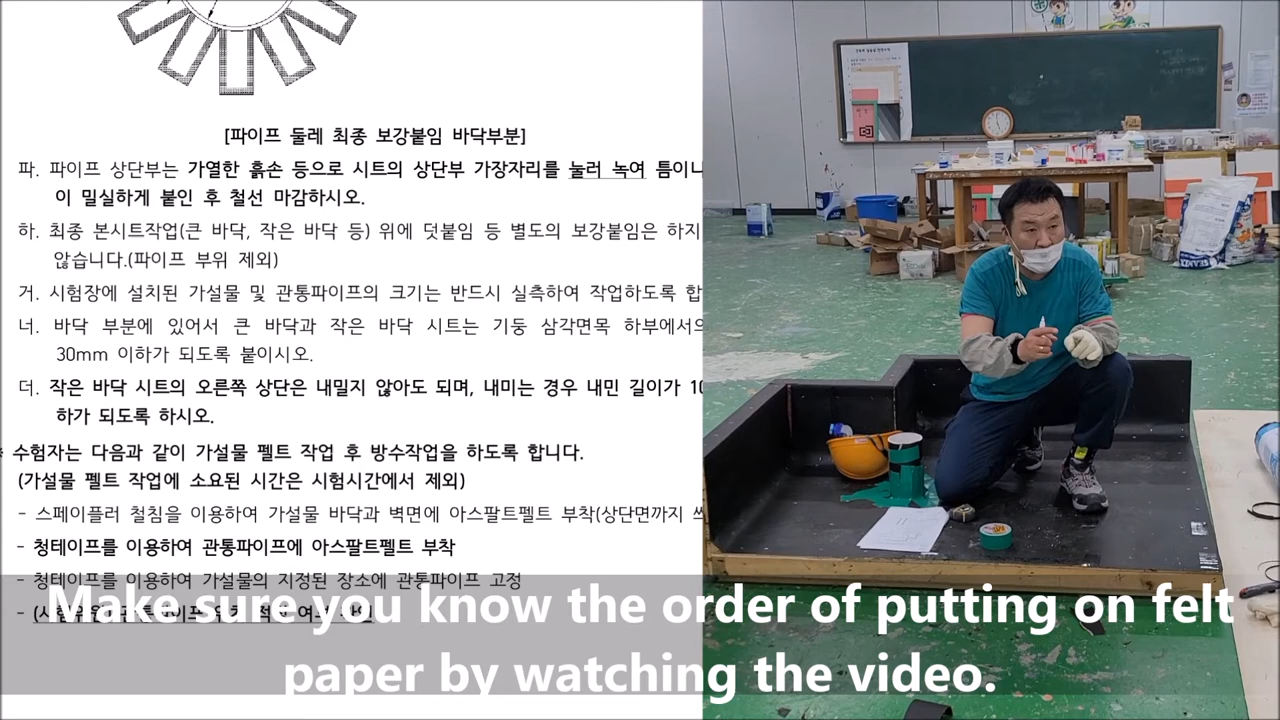 [파이프 둘레 최종 보강붙임 바닥부분]
파. 파이프 상단부는 가열한 흙손 등으로 시트의 상단부 가장자리를 눌러 녹여 틈이나
이 밀실하게 붙인 후 철선 마감하시오.
하. 최종 본시트작업(큰 바닥, 작은 바닥 등) 위에 덧붙임 등 별도의 보강붙임은 하지
않습니다.(파이프 부위 제외)
거. 시험장에 설치된 가설물 및 관통파이프의 크기는 반드시 실측하여 작업하도록 합
너. 바닥 부분에 있어서 큰 바닥과 작은 바닥 시트는 기둥 삼각면목 하부에서
30mm 이하가 되도록 붙이시오.
더. 작은 바닥 시트의 오른쪽 상단은 내밀지 않아도 되며, 내미는 경우 내민 길이가
하가 되도록 하시오.
수험자는 다음과 같이 가설물 펠트 작업 후 방수작업을 하도록 합니다.
(가설물 펠트 작업에 소요된 시간은 시험시간에서 제외)
- 스페이플러 철침을 이용하여 가설물 바닥과 벽면에 아스팔트펠트 부착(상단면까지
- 청테이프를 이용하여 관통파이프에 아스팔트펠트 부착
- 청테이프를 이용하여 가설물의 지정된 장소에 관통파이프 고정
Make sure you know the order of putting on felt
paper by watching the video.